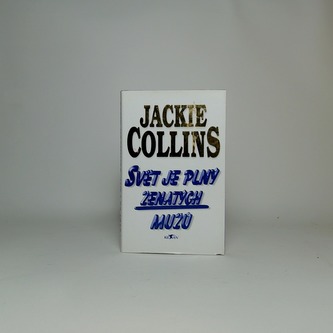 JACKIE
COLLINS
SVĚT JE PLNÝ
ŽENATÝCH
MUŽŮ